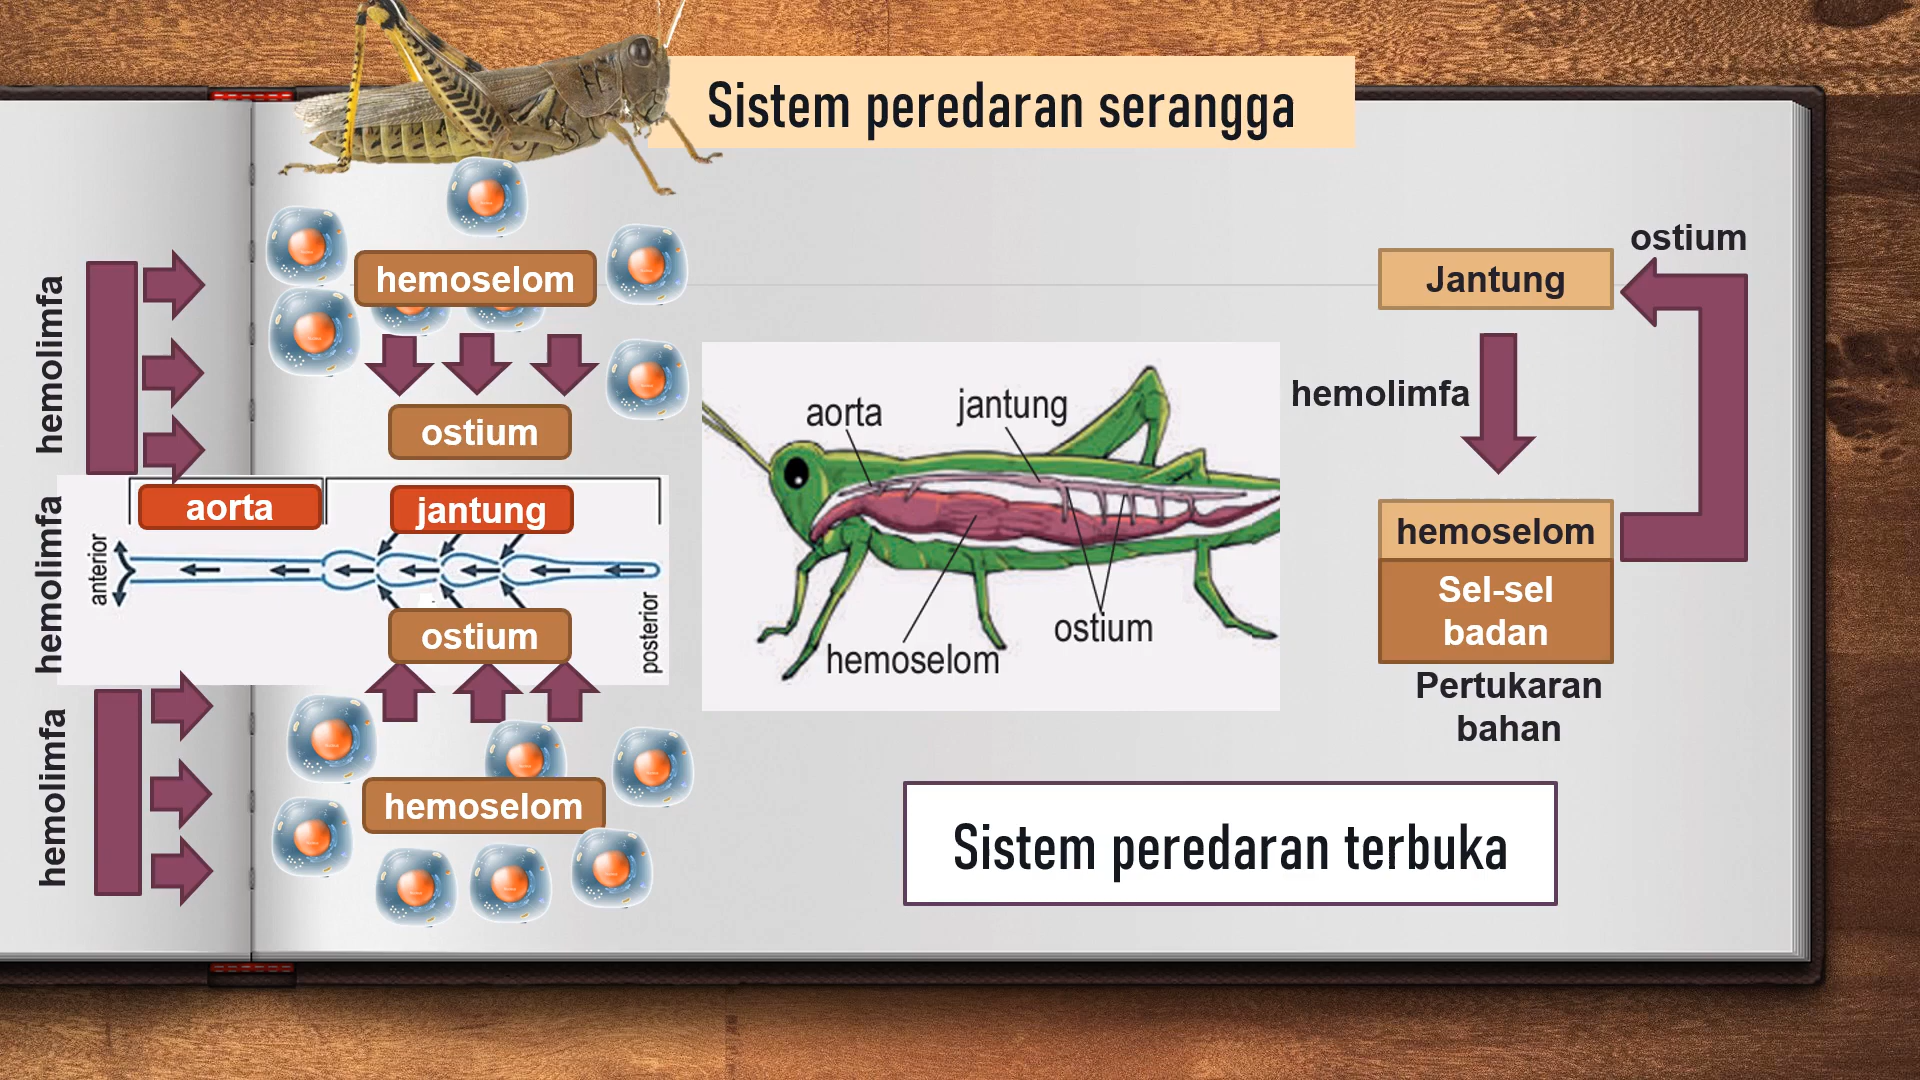 Sistem peredaran serangga
hemolimfa
hemolimfa
hemolimfa
hemoselom
ostium
aorta
jantung
anterior
posterior
ostium
hemoselom
aorta
jantung
hemoselom
ostium
ostium
Jantung
hemolimfa
hemoselom
Sel-sel
badan
Pertukaran
bahan
Sistem peredaran terbuka